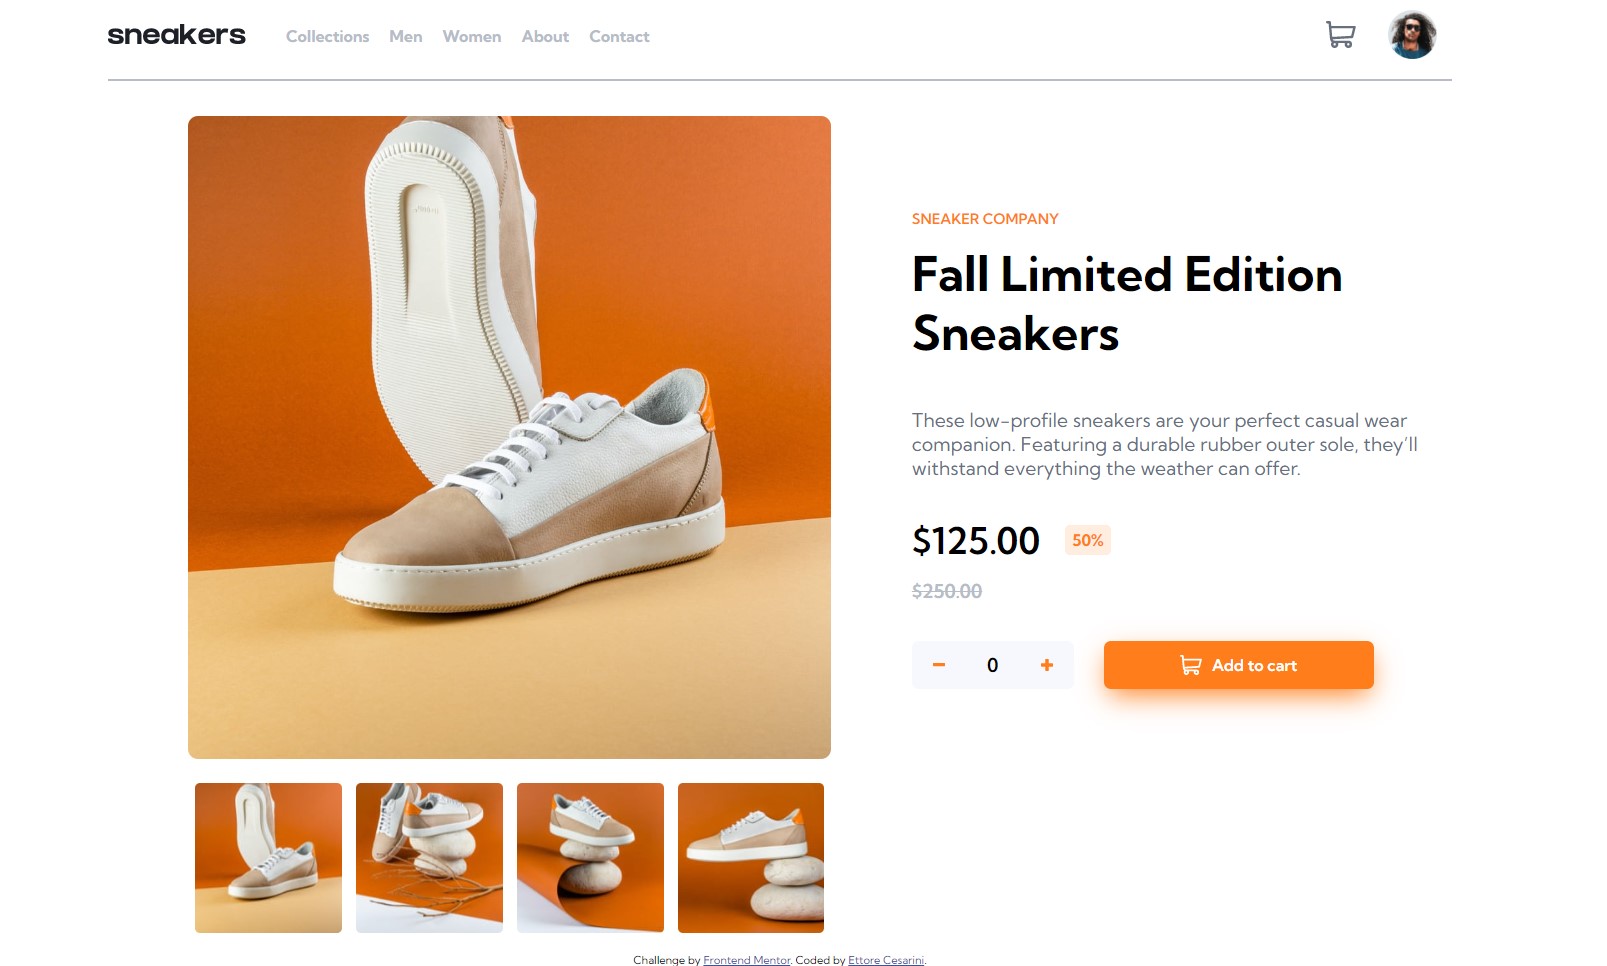 sneakers Collections Men Women About Contact
SNEAKER COMPANY
Fall Limited Edition
Sneakers
These low-profile sneakers are your perfect casual wear
companion. Featuring a durable rubber outer sole, they’ll
withstand everything the weather can offer.
$125.00 50%
$250.00
0 Add to cart
Challenge by Frontend Mentor. Coded by Ettore Cesarini.